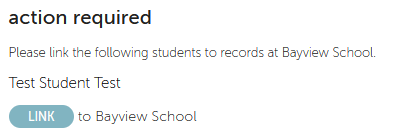 action required
Please link the following students to records at Bayview School.
Test Student Test
LINK to Bayview School